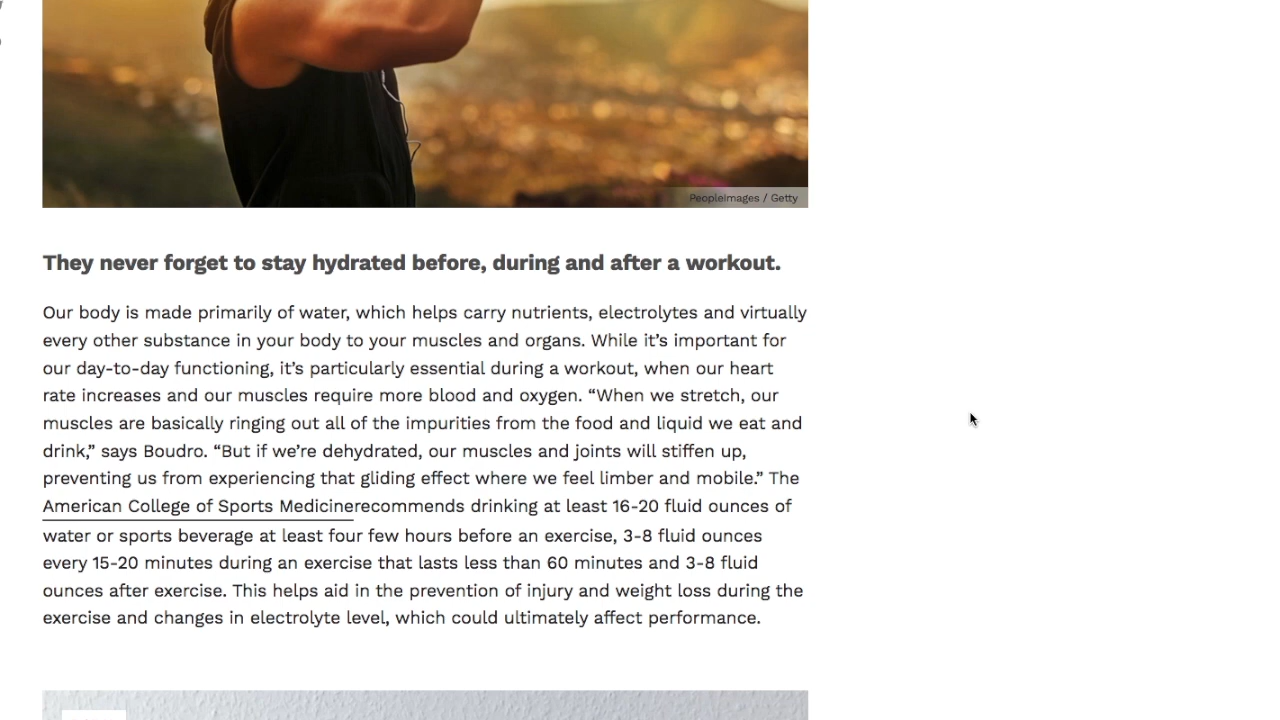 PeopleImages / Getty
They never forget to stay hydrated before, during and after a workout.
Our body is made primarily of water, which helps carry nutrients, electrolytes and virtually
every other substance in your body to your muscles and organs. While it’s important for
our day-to-day functioning, it’s particularly essential during a workout, when our heart
rate increases and our muscles require more blood and oxygen. “When we stretch, our
muscles are basically ringing out all of the impurities from the food and liquid we eat and
drink,” says Boudro. “But if we’re dehydrated, our muscles and joints will stiffen up,
preventing us from experiencing that gliding effect where we feel limber and mobile.” The
American College of Sports Medicinerecommends drinking at least 16-20 fluid ounces of
water or sports beverage at least four few hours before an exercise, 3-8 fluid ounces
every 15-20 minutes during an exercise that lasts less than 60 minutes and 3-8 fluid
ounces after exercise. This helps aid in the prevention of injury and weight loss during the
exercise and changes in electrolyte level, which could ultimately affect performance.